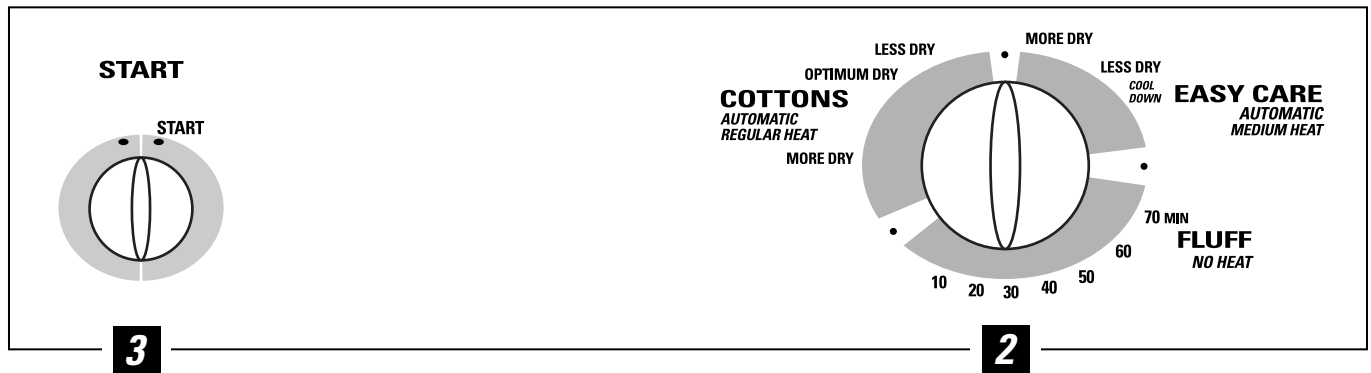 START
START
3
LESS DRY
OPTIMUM DRY
COTTONS
AUTOMATIC
REGULAR HEAT
MORE DRY
MORE DRY
LESS DRY
COOL
DOWN
EASY CARE
AUTOMATIC
MEDIUM HEAT
70 MIN
FLUFF
NO HEAT
60
50
40
30
20
10
2